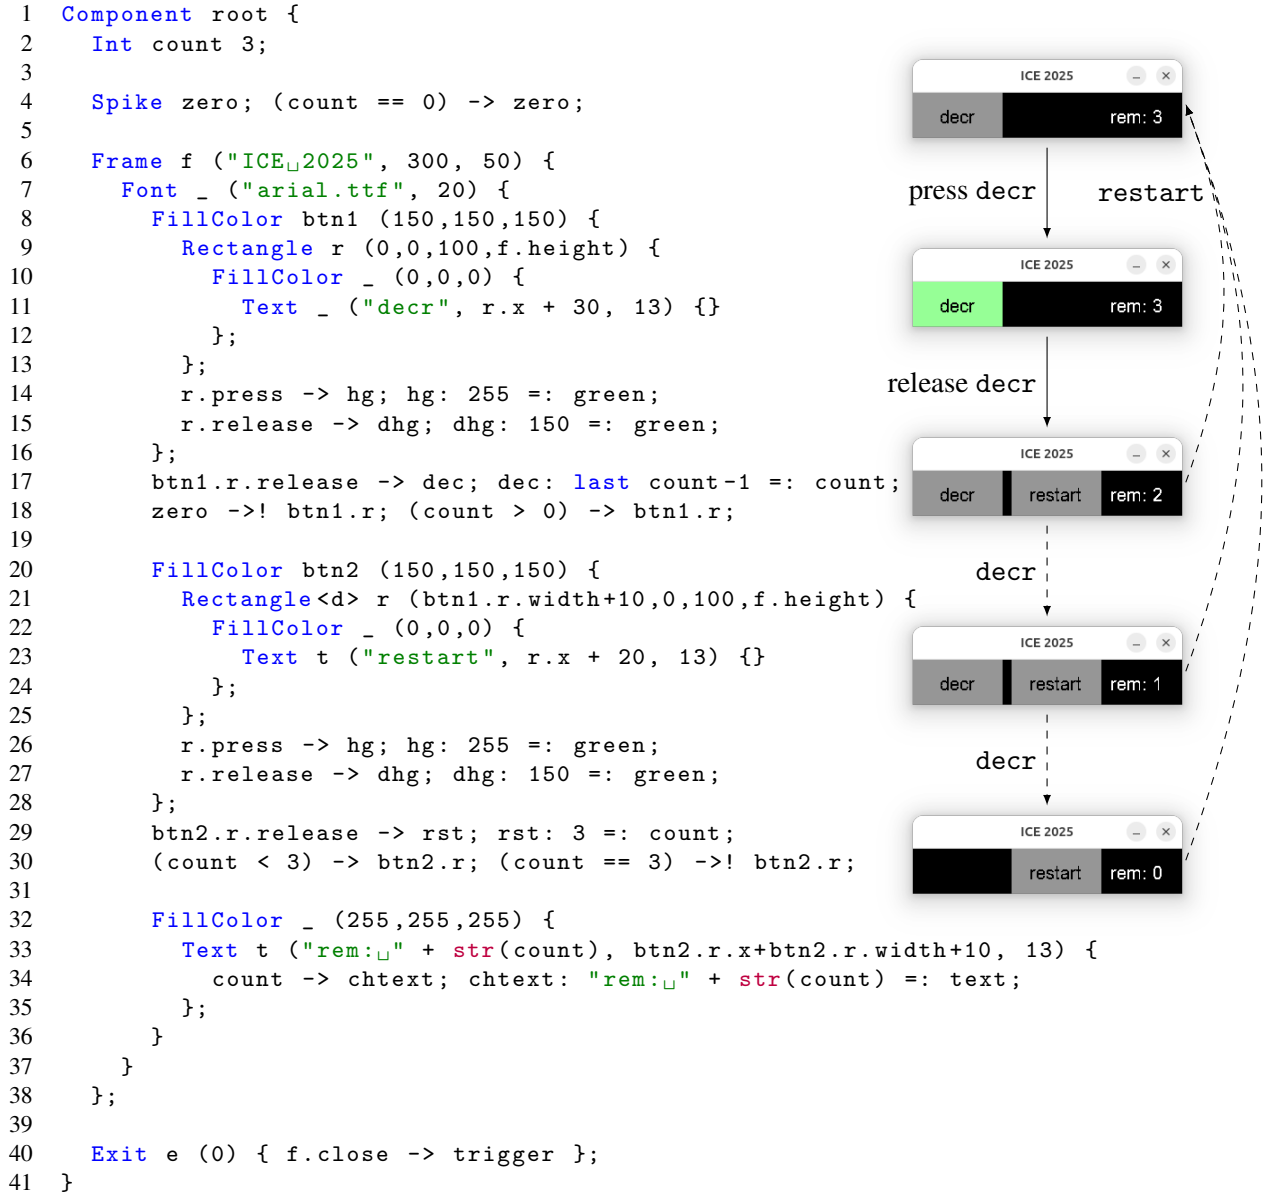 1 Component root {
2 Int count 3;
3
4 Spike zero; (count == 0) -> zero;
5
6 Frame f ("ICE␣2025", 300, 50) {
7 Font _ ("arial.ttf", 20) {
8 FillColor btn1 (150,150,150) {
9 Rectangle r (0,0,100,f.height) {
10 FillColor _ (0,0,0) {
11 Text _ ("decr", r.x + 30, 13) {}
12 };
13 };
14 r.press -> hg; hg: 255 =: green;
15 r.release -> dhg; dhg: 150 =: green;
16 };
17 btn1.r.release -> dec; dec: last count-1 =: count;
18 zero ->! btn1.r; (count > 0) -> btn1.r;
19
20 FillColor btn2 (150,150,150) {
21 Rectangle<d> r (btn1.r.width+10,0,100,f.height) {
22 FillColor _ (0,0,0) {
23 Text t ("restart", r.x + 20, 13) {}
24 };
25 };
26 r.press -> hg; hg: 255 =: green;
27 r.release -> dhg; dhg: 150 =: green;
28 };
29 btn2.r.release -> rst; rst: 3 =: count;
30 (count < 3) -> btn2.r; (count == 3) ->! btn2.r;
31
32 FillColor _ (255,255,255) {
33 Text t ("rem:␣" + str(count), btn2.r.x+btn2.r.width+10, 13) {
34 count -> chtext; chtext: "rem:␣" + str(count) =: text;
35 };
36 }
37 }
38 };
39
40 Exit e (0) { f.close -> trigger };
41 }
ICE 2025
decr rem: 3
press decr restart
ICE 2025
decr rem: 3
release decr
ICE 2025
decr restart rem: 2
decr
ICE 2025
decr restart rem: 1
decr
ICE 2025
restart rem: 0